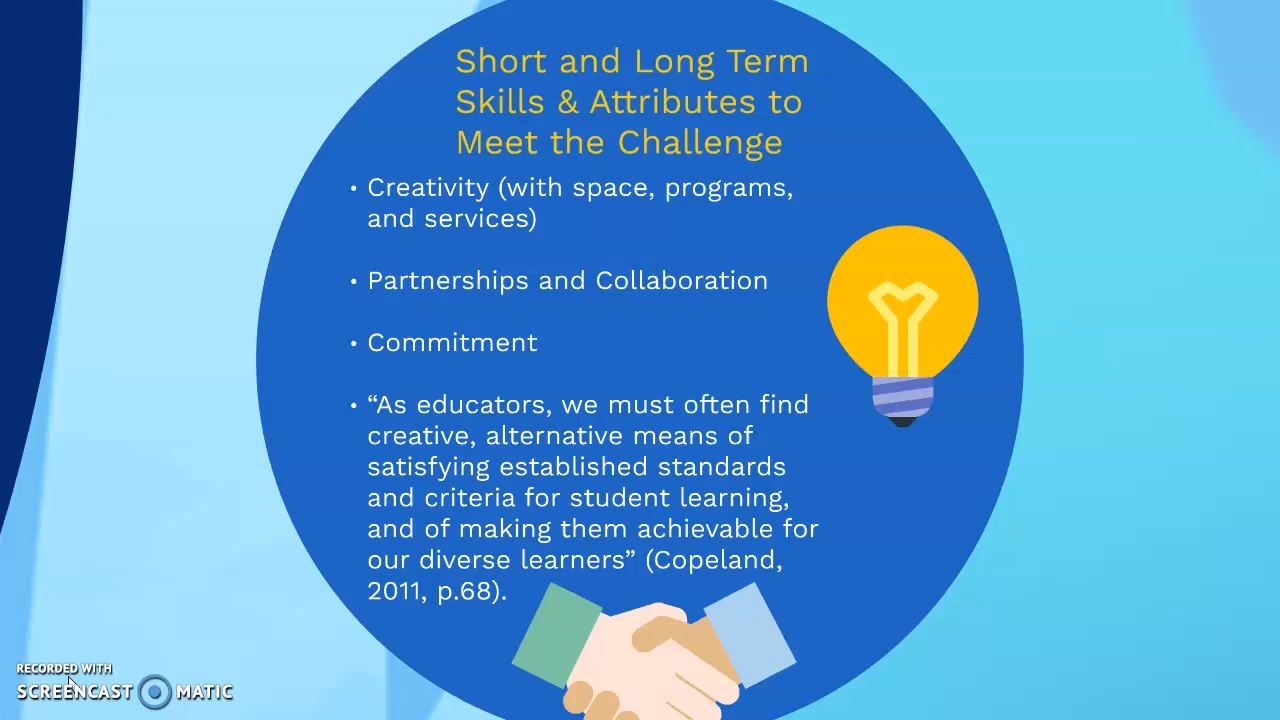 Short and Long Term
Skills & Attributes to
Meet the Challenge
• Creativity (with space, programs,
and services)
• Partnerships and Collaboration
• Commitment
• “As educators, we must often find
creative, alternative means of
satisfying established standards
and criteria for student learning,
and of making them achievable for
our diverse learners” (Copeland,
2011, p.68).
RECORDED WITH
SCREENCAST MATIC